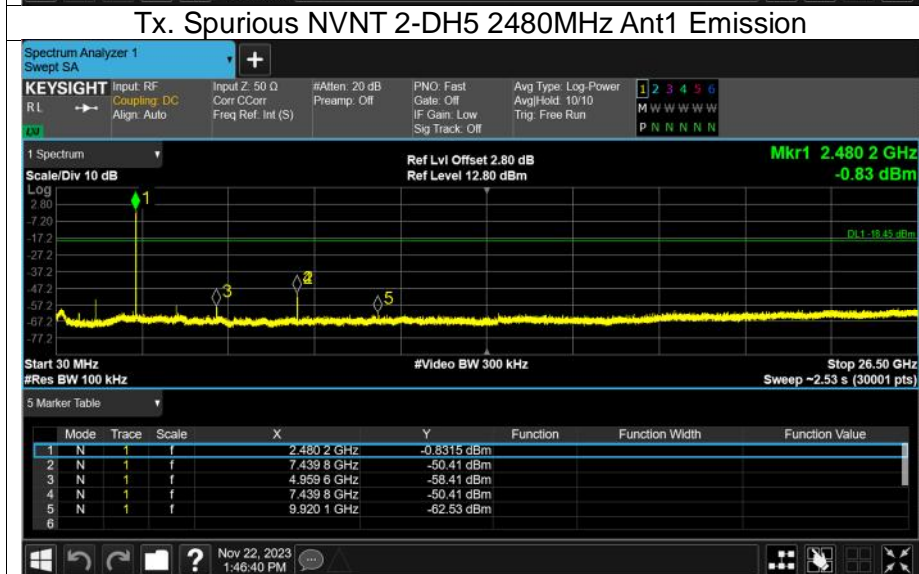 Tx. Spurious NVNT 2-DH5 2480MHz Ant1 Emission
Spectrum Analyzer 1
Swept SA
+
KEYSIGHT
RL
Input: RF
Coupling: DC
Align: Auto
Input Z: 50 Ω
Corr CCorr
Freq Ref: Int (S)
#Atten: 20 dB
Preamp: Off
PNO: Fast
Gate: Off
IF Gain: Low
Sig Track: Off
Avg Type: Log-Power
Avg|Hold: 10/10
Trig: Free Run
1 2 3 4 5 6
M W W W W W
P N N N N N
1 Spectrum
Scale/Div 10 dB
Ref Lvl Offset 2.80 dB
Ref Level 12.80 dBm
Mkr1 2.480 2 GHz
-0.83 dBm
Log
2.80
-7.20
-17.2
-27.2
-37.2
-47.2
-57.2
-67.2
-77.2
1
3
2
5
DL1 -18.45 dBm
Start 30 MHz
#Res BW 100 kHz
#Video BW 300 kHz
Stop 26.50 GHz
Sweep ~2.53 s (30001 pts)
5 Marker Table
Mode Trace Scale X Y Function Function Width Function Value
1 N 1 f 2.480 2 GHz -0.8315 dBm
2 N 1 f 7.439 8 GHz -50.41 dBm
3 N 1 f 4.959 6 GHz -58.41 dBm
4 N 1 f 7.439 8 GHz -50.41 dBm
5 N 1 f 9.920 1 GHz -62.53 dBm
6
?
Nov 22, 2023
1:46:40 PM